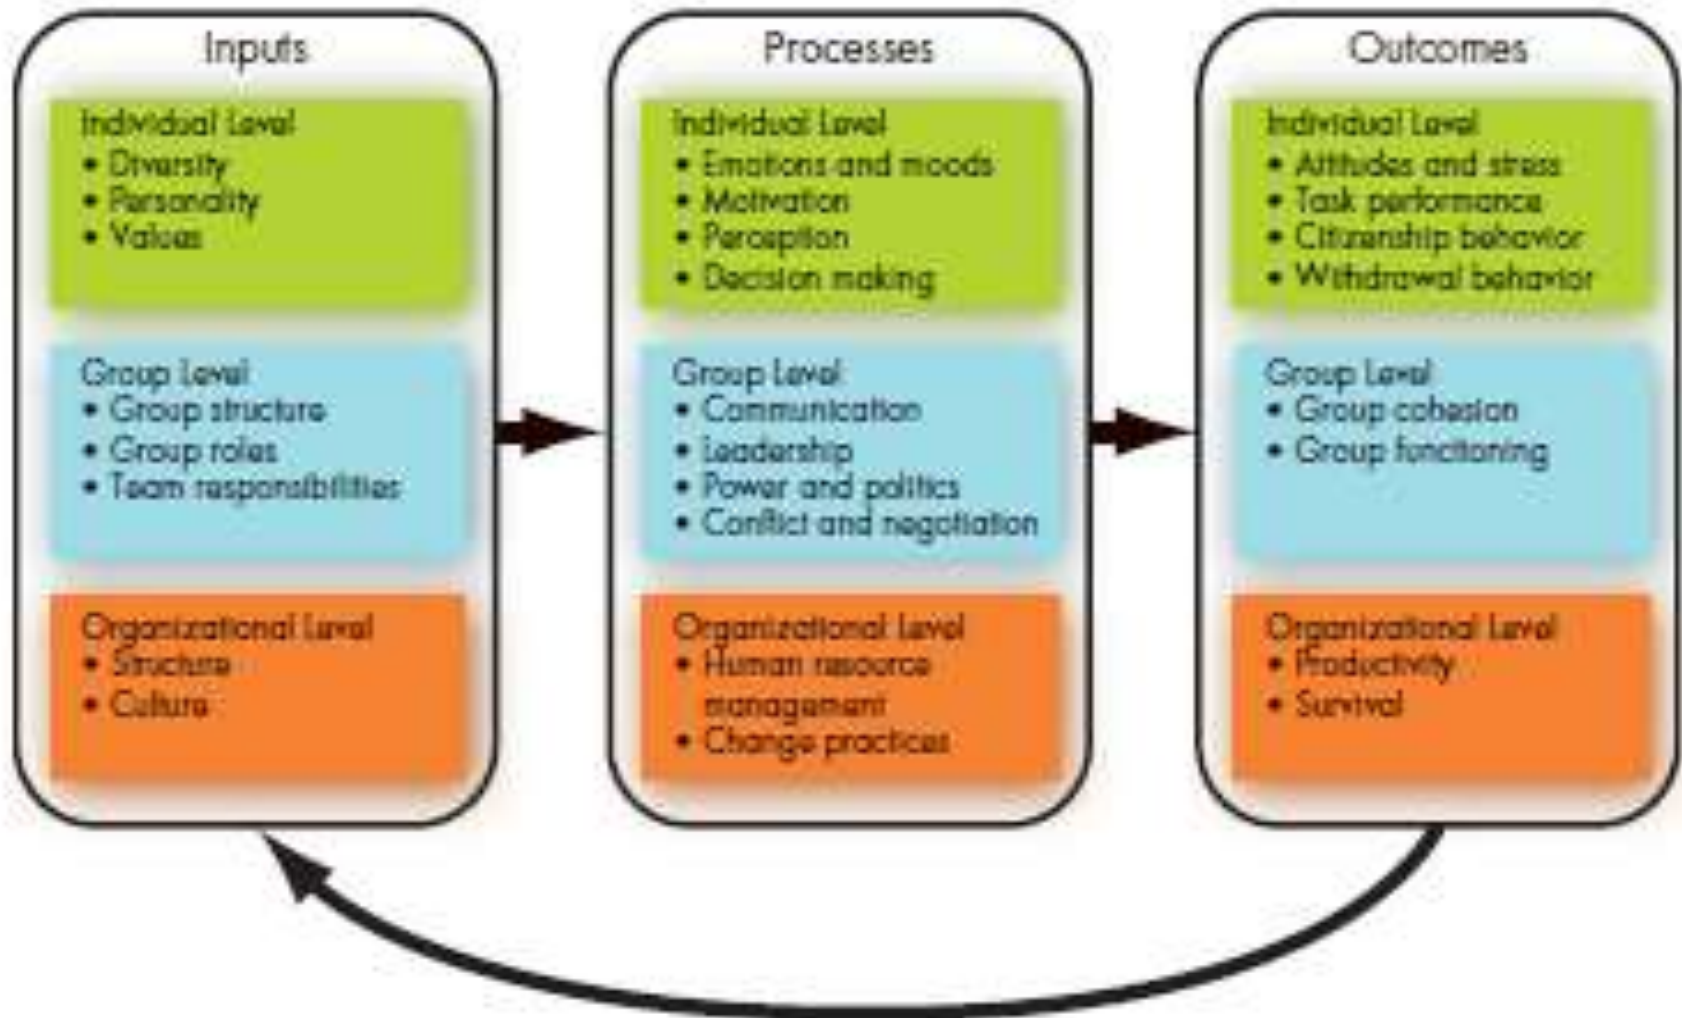 Inputs
Individual Level
• Diversity
• Personality
• Values
Group Level
• Group structure
• Group roles
• Team responsibilities
Organizational Level
• Structure
• Culture
Processes
Individual Level
• Emotions and moods
• Motivation
• Perception
• Decision making
Group Level
• Communication
• Leadership
• Power and politics
• Conflict and negotiation
Organizational Level
• Human resource
management
• Change practices
Outcomes
Individual Level
• Attitudes and stress
• Task performance
• Citizenship behavior
• Withdrawal behavior
Group Level
• Group cohesion
• Group functioning
Organizational Level
• Productivity
• Survival